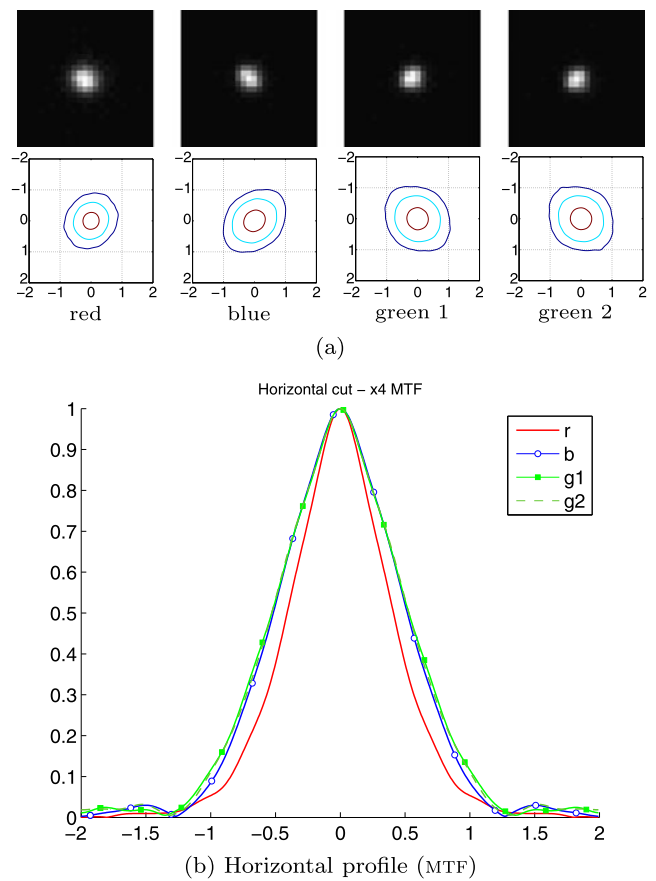 -2 -2 -2 -2
-1 -1 -1 -1
0 0 0 0
1 1 1 1
2 2 2 2
-2 -1 0 1 2 -2 -1 0 1 2 -2 -1 0 1 2 -2 -1 0 1 2
red blue green 1 green 2
(a)
Horizontal cut – x4 MTF
1
0.9
0.8
0.7
0.6
0.5
0.4
0.3
0.2
0.1
0
r
b
g1
g2
-2 -1.5 -1 -0.5 0 0.5 1 1.5 2
(b) Horizontal profile (MTF)